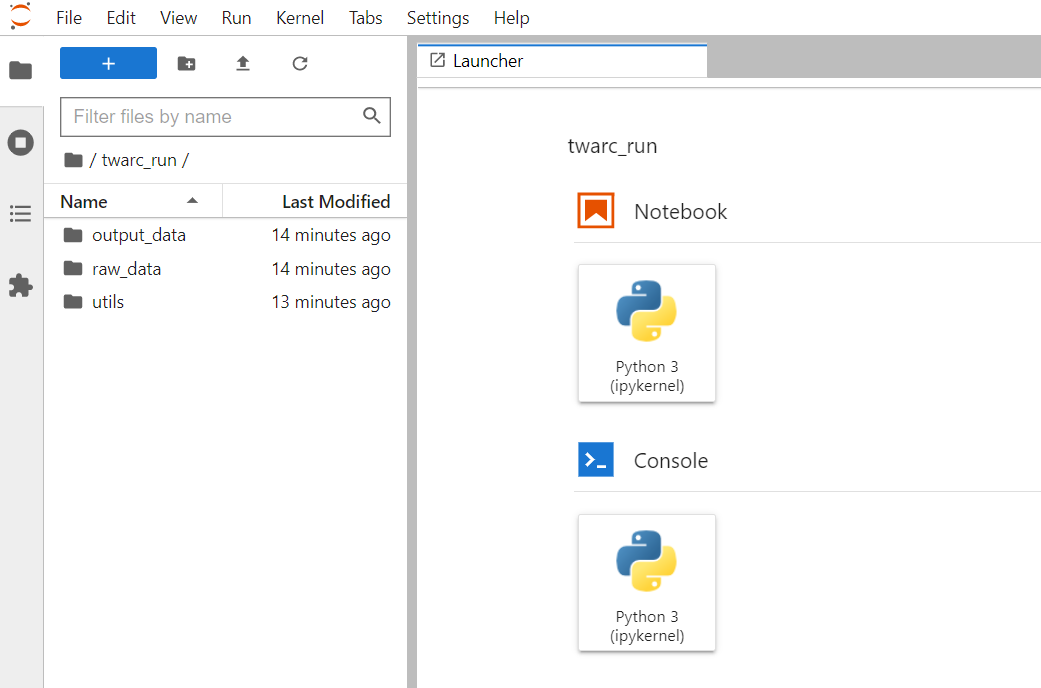 File Edit View Run Kernel Tabs Settings Help
+
Launcher
Filter files by name
/ twarc_run /
Name Last Modified
output_data 14 minutes ago
raw_data 14 minutes ago
utils 13 minutes ago
twarc_run
Notebook
Python 3
(ipykernel)
Console
Python 3
(ipykernel)